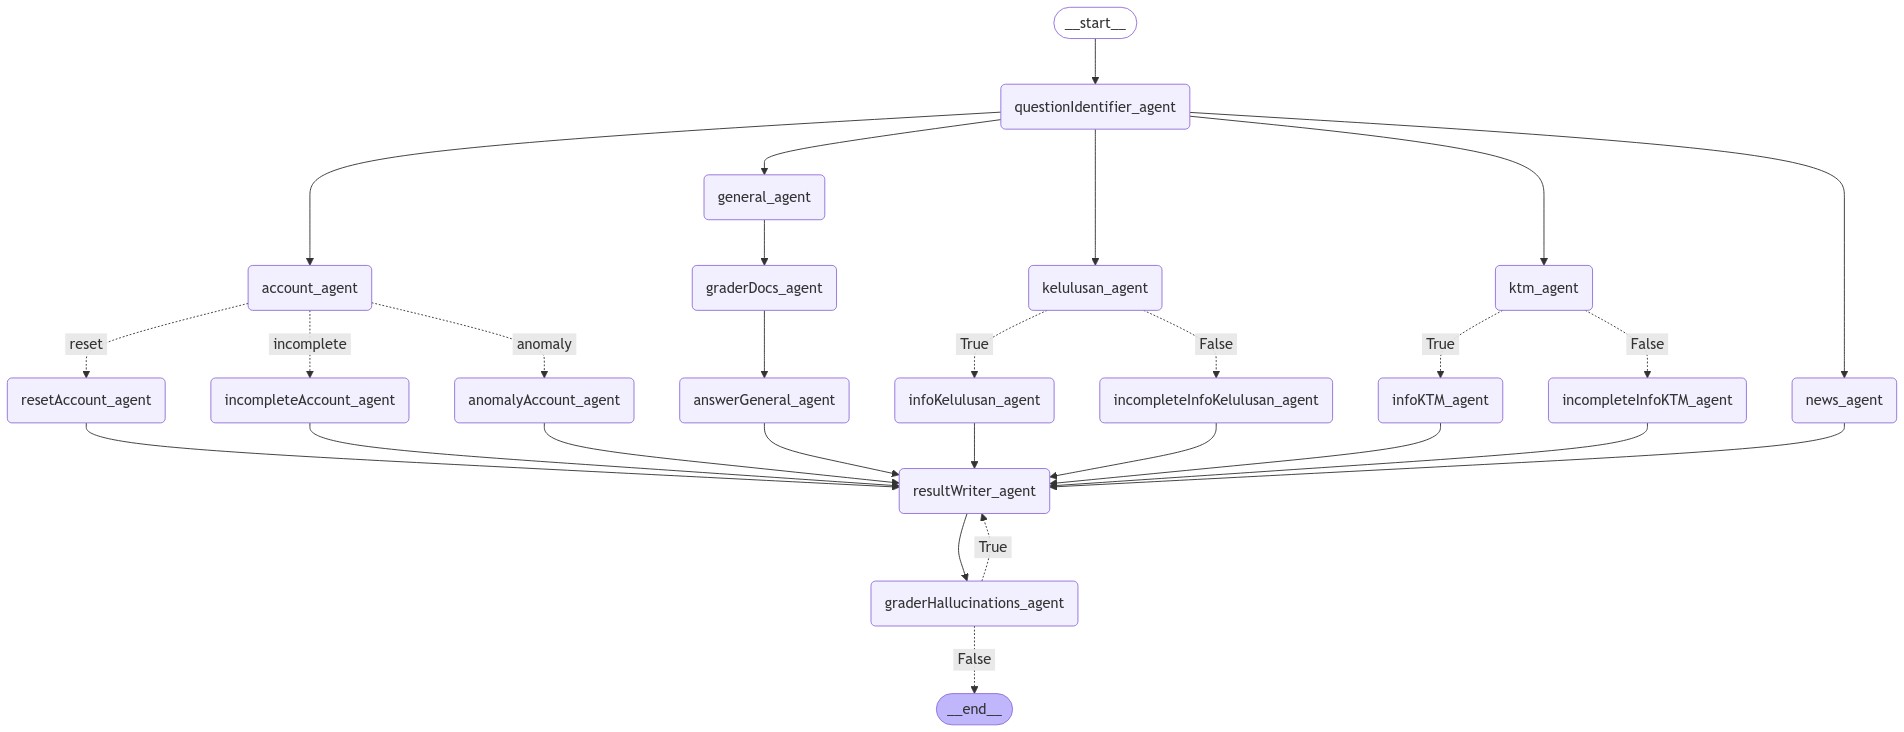 __start__
questionIdentifier_agent
general_agent
account_agent
graderDocs_agent
kelulusan_agent
ktm_agent
reset
incomplete
anomaly
True
False
True
False
resetAccount_agent
incompleteAccount_agent
anomalyAccount_agent
answerGeneral_agent
infoKelulusan_agent
incompleteInfoKelulusan_agent
infoKTM_agent
incompleteInfoKTM_agent
news_agent
resultWriter_agent
True
graderHallucinations_agent
False
__end__